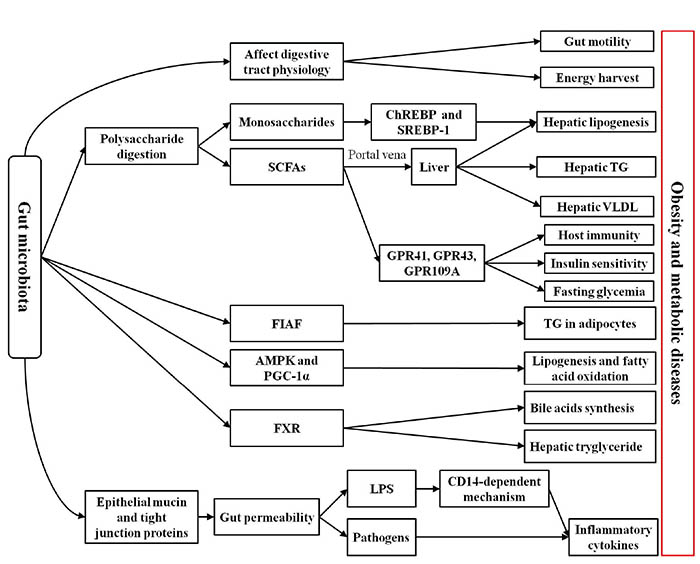 Affect digestive
tract physiology
Gut motility
Energy harvest
Polysaccharide
digestion
Monosaccharides
ChREBP and
SREBP-1
Hepatic lipogenesis
SCFAs
Portal vena
Liver
Hepatic TG
Hepatic VLDL
GPR41, GPR43,
GPR109A
Host immunity
Insulin sensitivity
Fasting glycemia
Gut microbiota
FIAF
TG in adipocytes
AMPK and
PGC-1α
Lipogenesis and fatty
acid oxidation
FXR
Bile acids synthesis
Hepatic tryglyceride
Epithelial mucin
and tight
junction proteins
Gut permeability
LPS
CD14-dependent
mechanism
Pathogens
Inflammatory
cytokines
Obesity and metabolic diseases